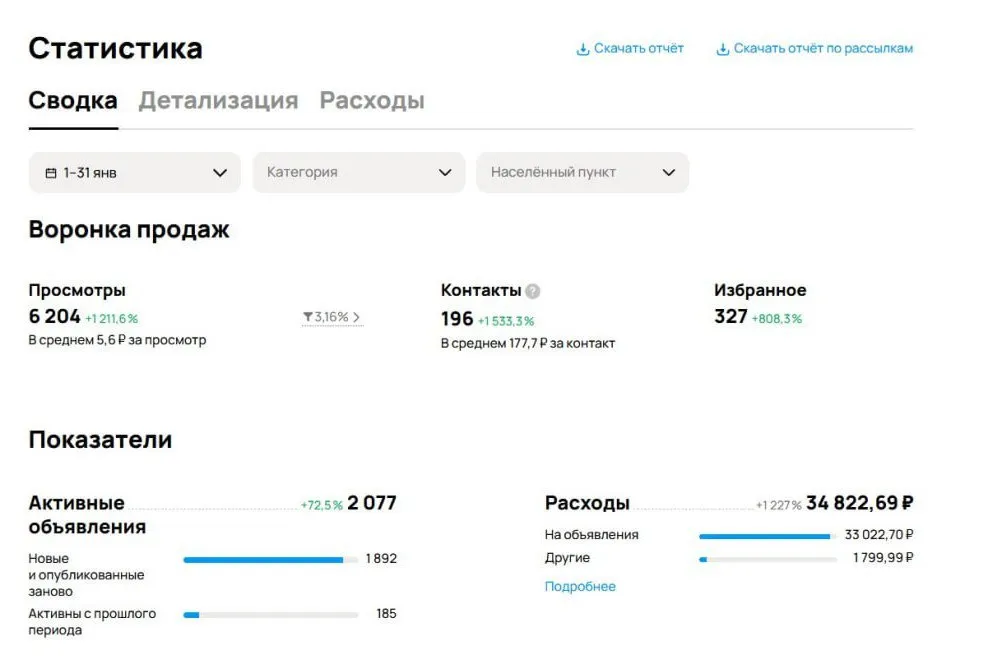 Статистика
Скачать отчёт
Скачать отчёт по рассылкам
Сводка
Детализация
Расходы
1–31 янв
Категория
Населённый пункт
Воронка продаж
Просмотры
6 204 +1 211,6%
В среднем 5,6 ₽ за просмотр
3,16%
Контакты ?
196 +1 533,3%
В среднем 177,7 ₽ за контакт
Избранное
327 +808,3%
Показатели
Активные
объявления
+72,5% 2 077
Новые
и опубликованные
заново
1 892
Активны с прошлого
периода
185
Расходы +1 227% 34 822,69 ₽
На объявления 33 022,70 ₽
Другие 1 799,99 ₽
Подробнее